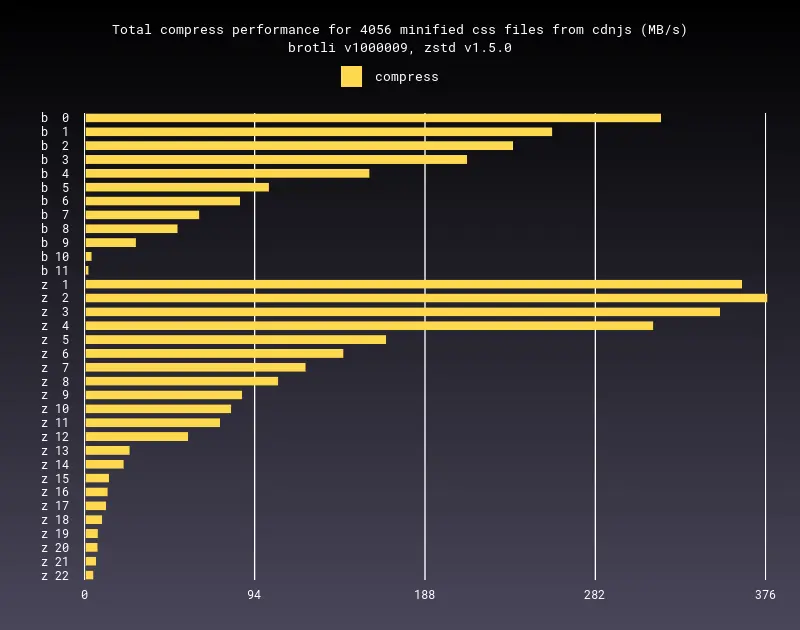 Total compress performance for 4056 minified css files from cdnjs (MB/s)
brotli v1000009, zstd v1.5.0
compress
b 0
b 1
b 2
b 3
b 4
b 5
b 6
b 7
b 8
b 9
b 10
b 11
z 1
z 2
z 3
z 4
z 5
z 6
z 7
z 8
z 9
z 10
z 11
z 12
z 13
z 14
z 15
z 16
z 17
z 18
z 19
z 20
z 21
z 22
0 94 188 282 376